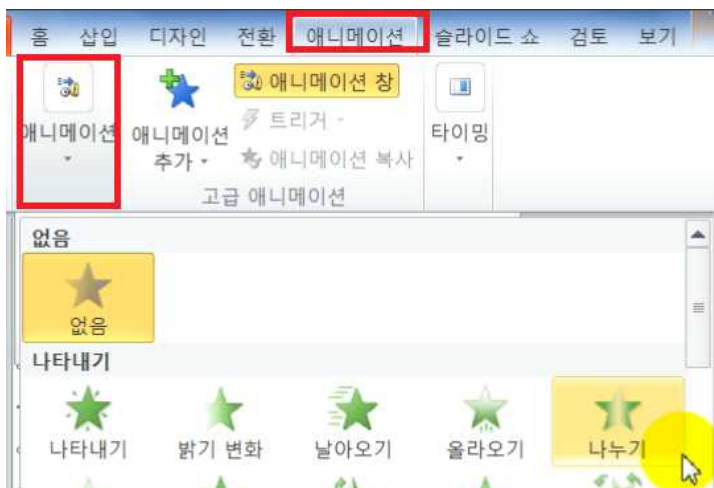 홈 삽입 디자인 전환 애니메이션 슬라이드 쇼 검토 보기
애니메이션
애니메이션
추가
애니메이션 창
트리거
애니메이션 복사
타이밍
고급 애니메이션
없음
없음
나타내기
나타내기 밝기 변화 날아오기 올라오기 나누기